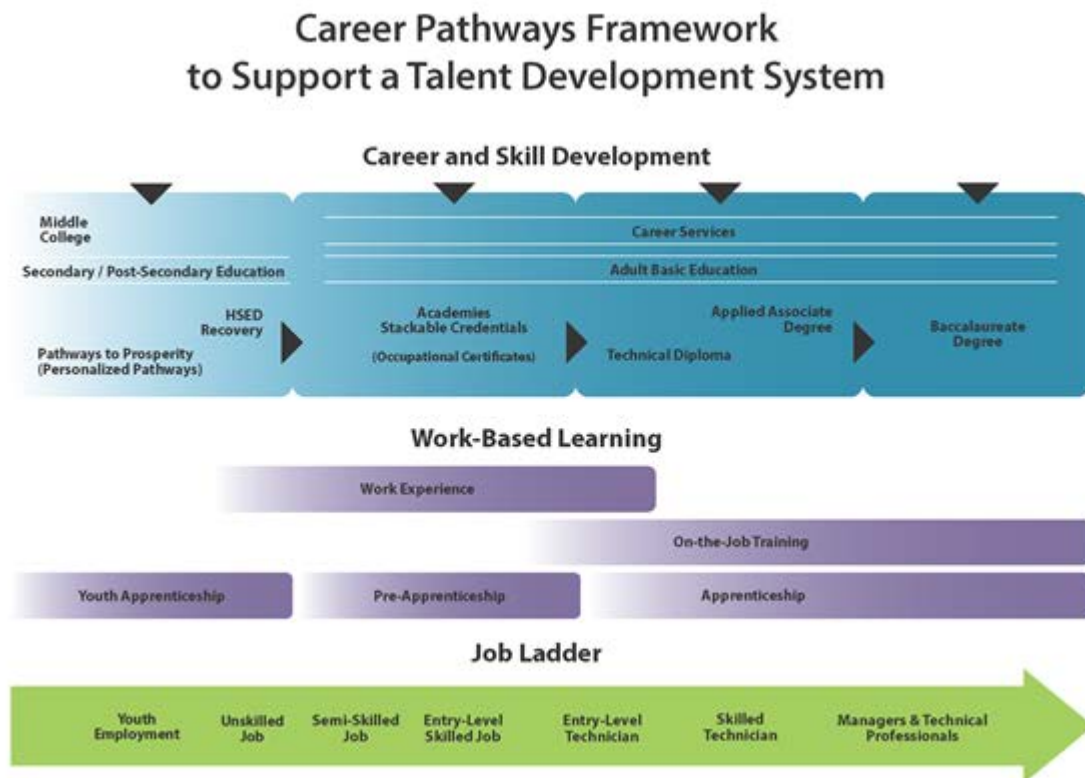 Career Pathways Framework
to Support a Talent Development System
Career and Skill Development
Middle
College
Career Services
Secondary / Post-Secondary Education
Adult Basic Education
HSED
Recovery
Pathways to Prosperity
(Personalized Pathways)
Academies
Stackable Credentials
(Occupational Certificates)
Applied Associate
Degree
Technical Diploma
Baccalaureate
Degree
Work-Based Learning
Work Experience
On-the-Job Training
Youth Apprenticeship
Pre-Apprenticeship
Apprenticeship
Job Ladder
Youth
Employment
Unskilled
Job
Semi-Skilled
Job
Entry-Level
Skilled Job
Entry-Level
Technician
Skilled
Technician
Managers & Technical
Professionals